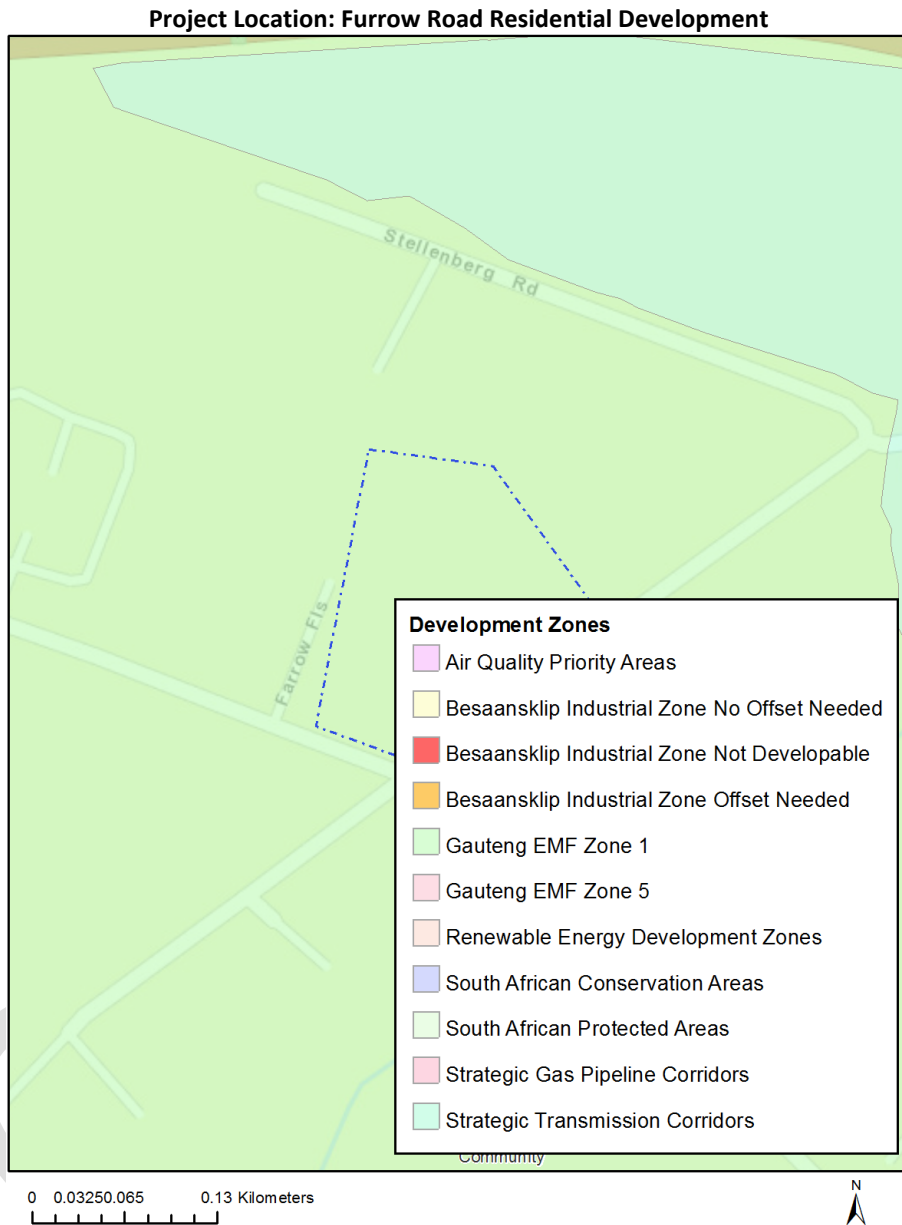 Project Location: Furrow Road Residential Development
Stellenberg Rd
Farrow Fls
Development Zones
Air Quality Priority Areas
Besaansklip Industrial Zone No Offset Needed
Besaansklip Industrial Zone Not Developable
Besaansklip Industrial Zone Offset Needed
Gauteng EMF Zone 1
Gauteng EMF Zone 5
Renewable Energy Development Zones
South African Conservation Areas
South African Protected Areas
Strategic Gas Pipeline Corridors
Strategic Transmission Corridors
Community
0 0.03250.065 0.13 Kilometers
N